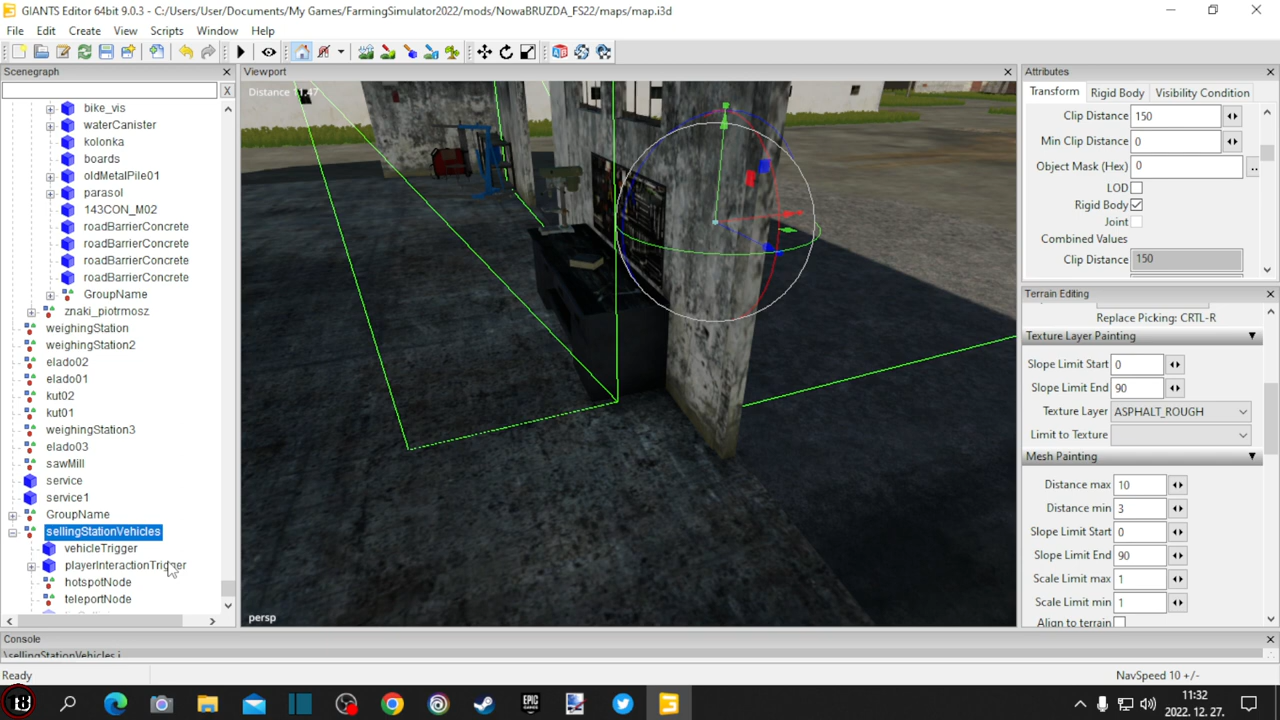 GIANTS Editor 64bit 9.0.3 - C:/Users/User/Documents/My Games/FarmingSimulator2022/mods/NowaBRUZDA_FS22/maps/map.i3d
File Edit Create View Scripts Window Help
Scenegraph
X
bike_vis
waterCanister
kolonka
boards
oldMetalPile01
parasol
143CON_M02
roadBarrierConcrete
roadBarrierConcrete
roadBarrierConcrete
roadBarrierConcrete
GroupName
znaki_piotrmosz
weighingStation
weighingStation2
elado02
elado01
kut02
kut01
weighingStation3
elado03
sawMill
service
service1
GroupName
sellingStationVehicles
vehicleTrigger
playerInteractionTrigger
hotspotNode
teleportNode
Viewport
Distance 11.47
persp
Attributes
Transform Rigid Body Visibility Condition
Clip Distance 150
Min Clip Distance 0
Object Mask (Hex) 0 ..
LOD
Rigid Body
Joint
Combined Values
Clip Distance 150
Terrain Editing
Replace Picking: CRTL-R
Texture Layer Painting
Slope Limit Start 0
Slope Limit End 90
Texture Layer ASPHALT_ROUGH
Limit to Texture
Mesh Painting
Distance max 10
Distance min 3
Slope Limit Start 0
Slope Limit End 90
Scale Limit max 1
Scale Limit min 1
Align to terrain
Console
\sellingStationVehicles.i
Ready
NavSpeed 10 +/-
EPIC
GAMES
11:32
2022. 12. 27.